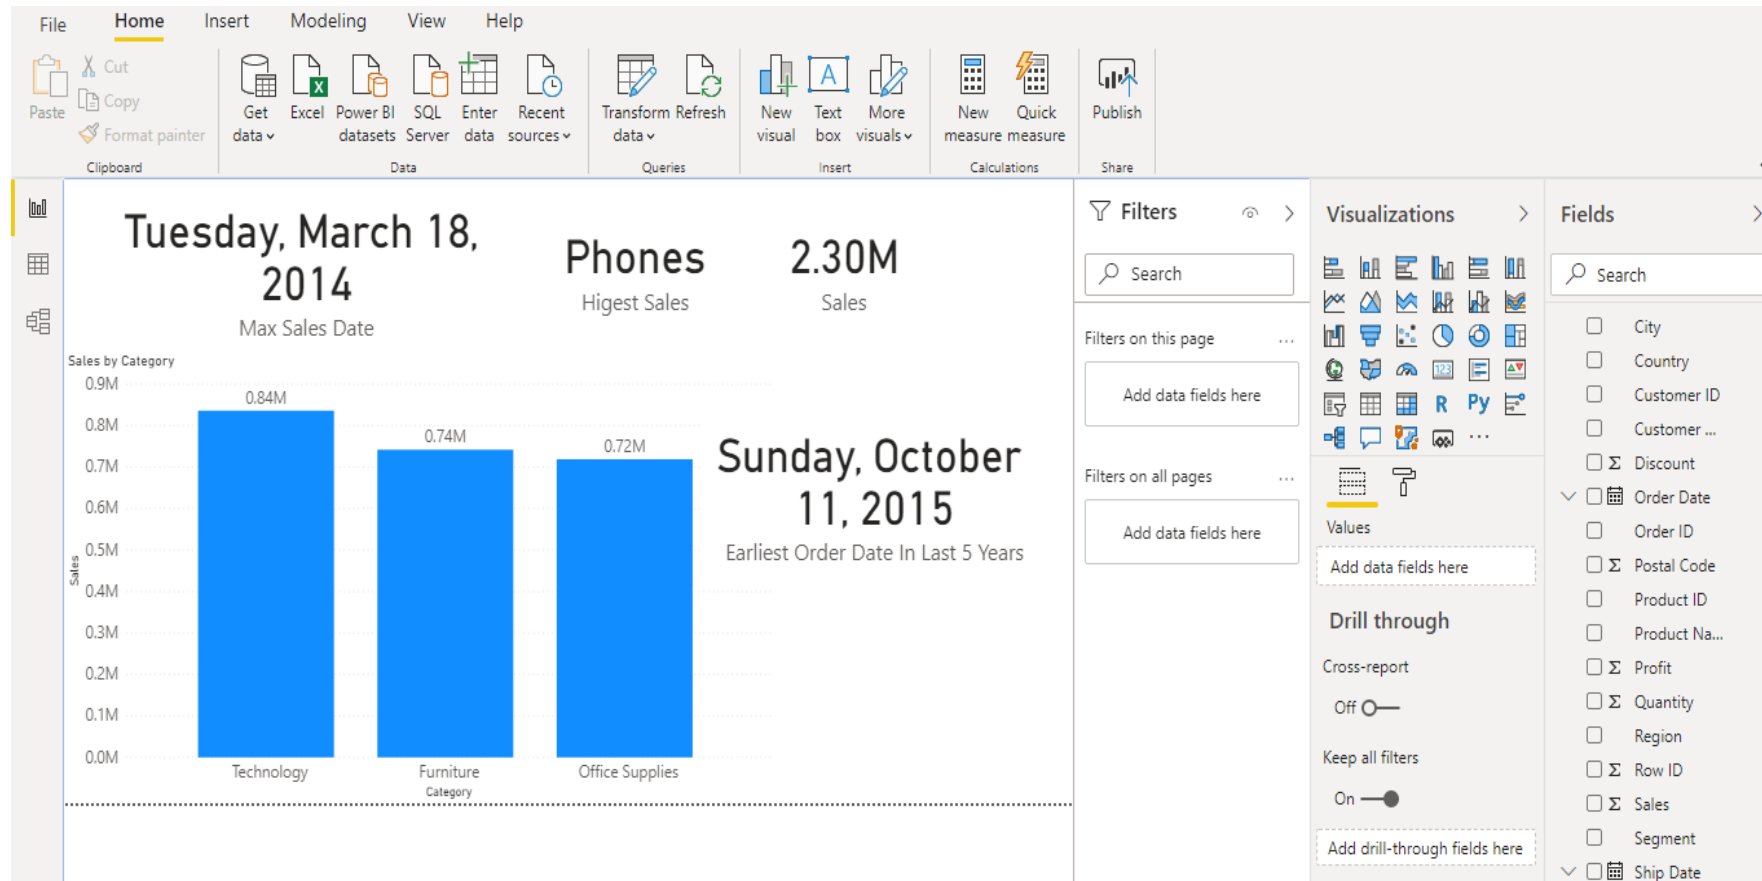 File Home Insert Modeling View Help
Paste
Cut
Copy
Format painter
Clipboard
Get data
Excel
Power BI datasets
SQL Server
Enter data
Recent sources
Data
Transform data
Refresh
Queries
New visual
Text box
More visuals
Insert
New measure
Quick measure
Calculations
Publish
Share
Tuesday, March 18,
2014
Max Sales Date
Phones
Higest Sales
2.30M
Sales
Sales by Category
0.9M
0.8M
0.7M
0.6M
0.5M
0.4M
0.3M
0.2M
0.1M
0.0M
Sales
0.84M
0.74M
0.72M
Technology
Furniture
Office Supplies
Category
Sunday, October
11, 2015
Earliest Order Date In Last 5 Years
Filters
Search
Filters on this page
Add data fields here
Filters on all pages
Add data fields here
Visualizations
123
R
Py
Values
Add data fields here
Drill through
Cross-report
Off
Keep all filters
On
Add drill-through fields here
Fields
Search
City
Country
Customer ID
Customer ...
Σ Discount
Order Date
Order ID
Σ Postal Code
Product ID
Product Na...
Σ Profit
Σ Quantity
Region
Σ Row ID
Σ Sales
Segment
Ship Date